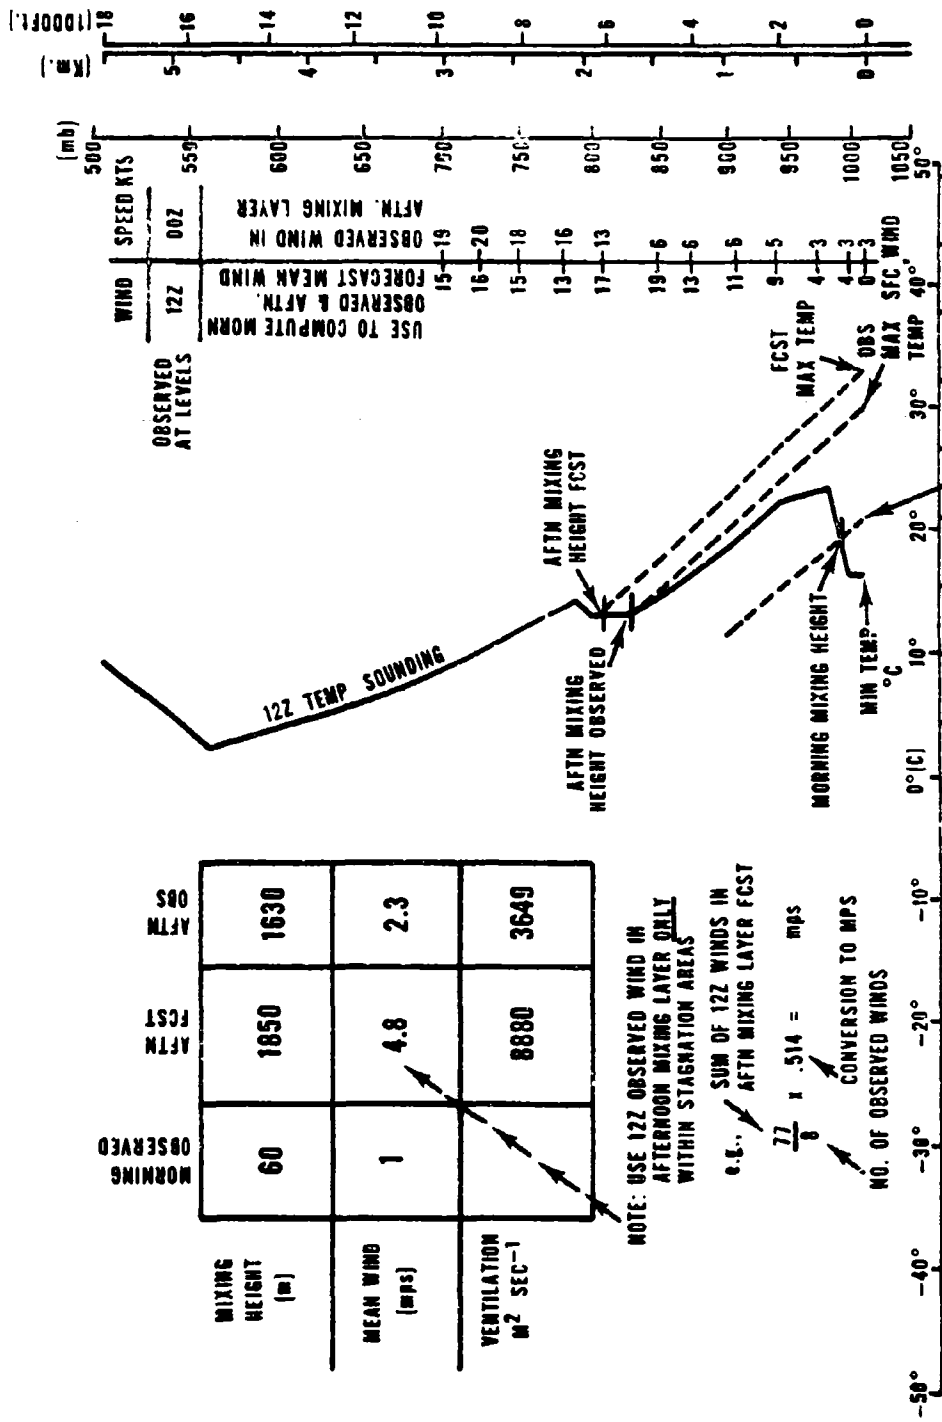 MORNING
OBSERVED
AFTN
FCST
AFTN
OBS
MIXING
HEIGHT
(m)
60
1850
1630
MEAN WIND
(mps)
1
4.8
2.3
VENTILATION
M² SEC⁻¹
8880
3649
NOTE: USE 12Z OBSERVED WIND IN
AFTERNOON MIXING LAYER ONLY
WITHIN STAGNATION AREAS
e.g.,
SUM OF 12Z WINDS IN
AFTN MIXING LAYER FCST
77
8
x .514 = mps
CONVERSION TO MPS
NO. OF OBSERVED WINDS
12Z TEMP SOUNDING
AFTN MIXING
HEIGHT FCST
AFTN MIXING
HEIGHT OBSERVED
MORNING MIXING HEIGHT
MIN TEMP
°C
FCST
MAX TEMP
OBS
MAX
TEMP
SFC WIND
OBSERVED
AT LEVELS
WIND SPEED KTS
12Z 00Z
USE TO COMPUTE MORN
OBSERVED & AFTN.
FORECAST MEAN WIND
OBSERVED WIND IN
AFTN. MIXING LAYER
15 19
16 20
15 18
13 16
17 13
19 6
13 6
11 6
9 5
4 3
4 3
0 3
(mb)
500
550
600
650
700
750
800
850
900
950
1000
1050
(Km.)
5
4
3
2
1
0
(1000Ft.)
18
16
14
12
10
8
6
4
2
0
-50° -40° -30° -20° -10° 0°(C) 10° 20° 30° 40° 50°